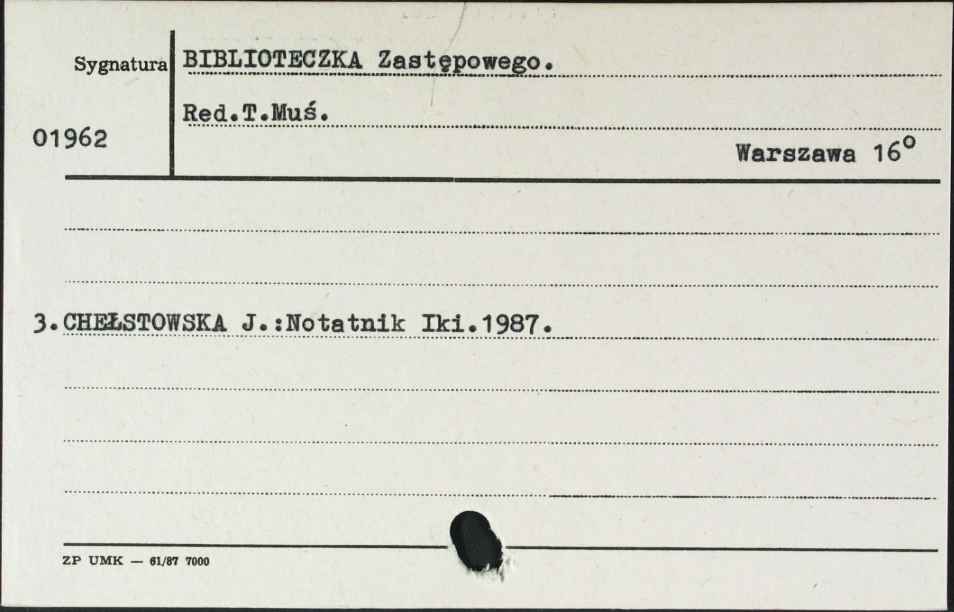 Sygnatura BIBLIOTECZKA Zastępowego.
Red.T.Muś.
01962
Warszawa 16°
3.CHEŁSTOWSKA J.:Notatnik Iki.1987.
ZP UMK — 61/87 7000